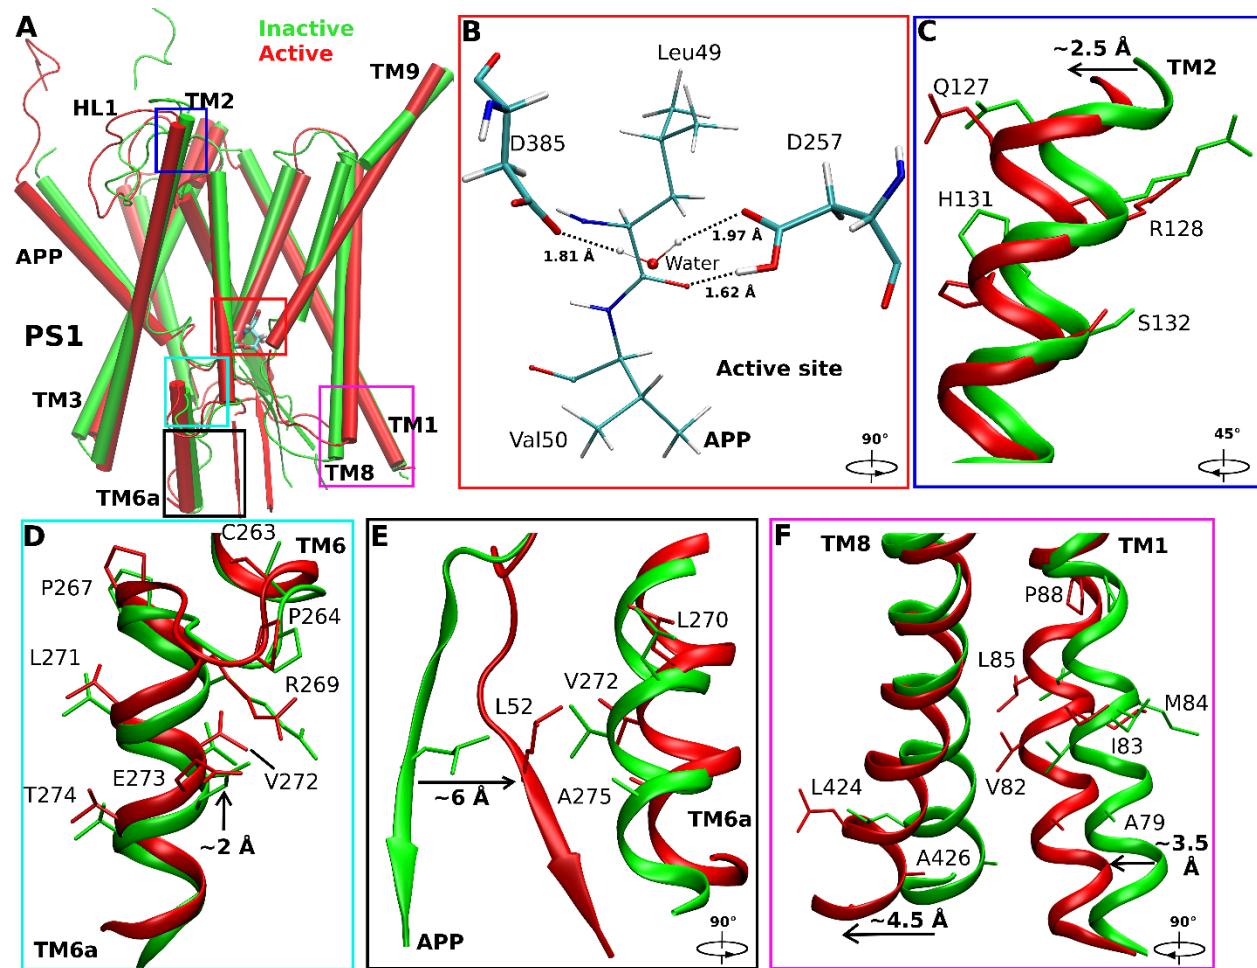 A
Inactive
Active
TM9
HL1
TM2
APP
PS1
TM3
TM1
TM8
TM6a
B
Leu49
D385
D257
1.97 Å
1.81 Å
Water
1.62 Å
Active site
Val50
APP
90°
C
~2.5 Å
TM2
Q127
H131
R128
S132
45°
D
C263
TM6
P267
P264
L271
R269
E273
V272
T274
~2 Å
TM6a
E
L270
V272
L52
~6 Å
A275
TM6a
APP
90°
F
TM8
TM1
P88
L85
M84
I83
V82
L424
A79
A426
~3.5
Å
~4.5 Å
90°